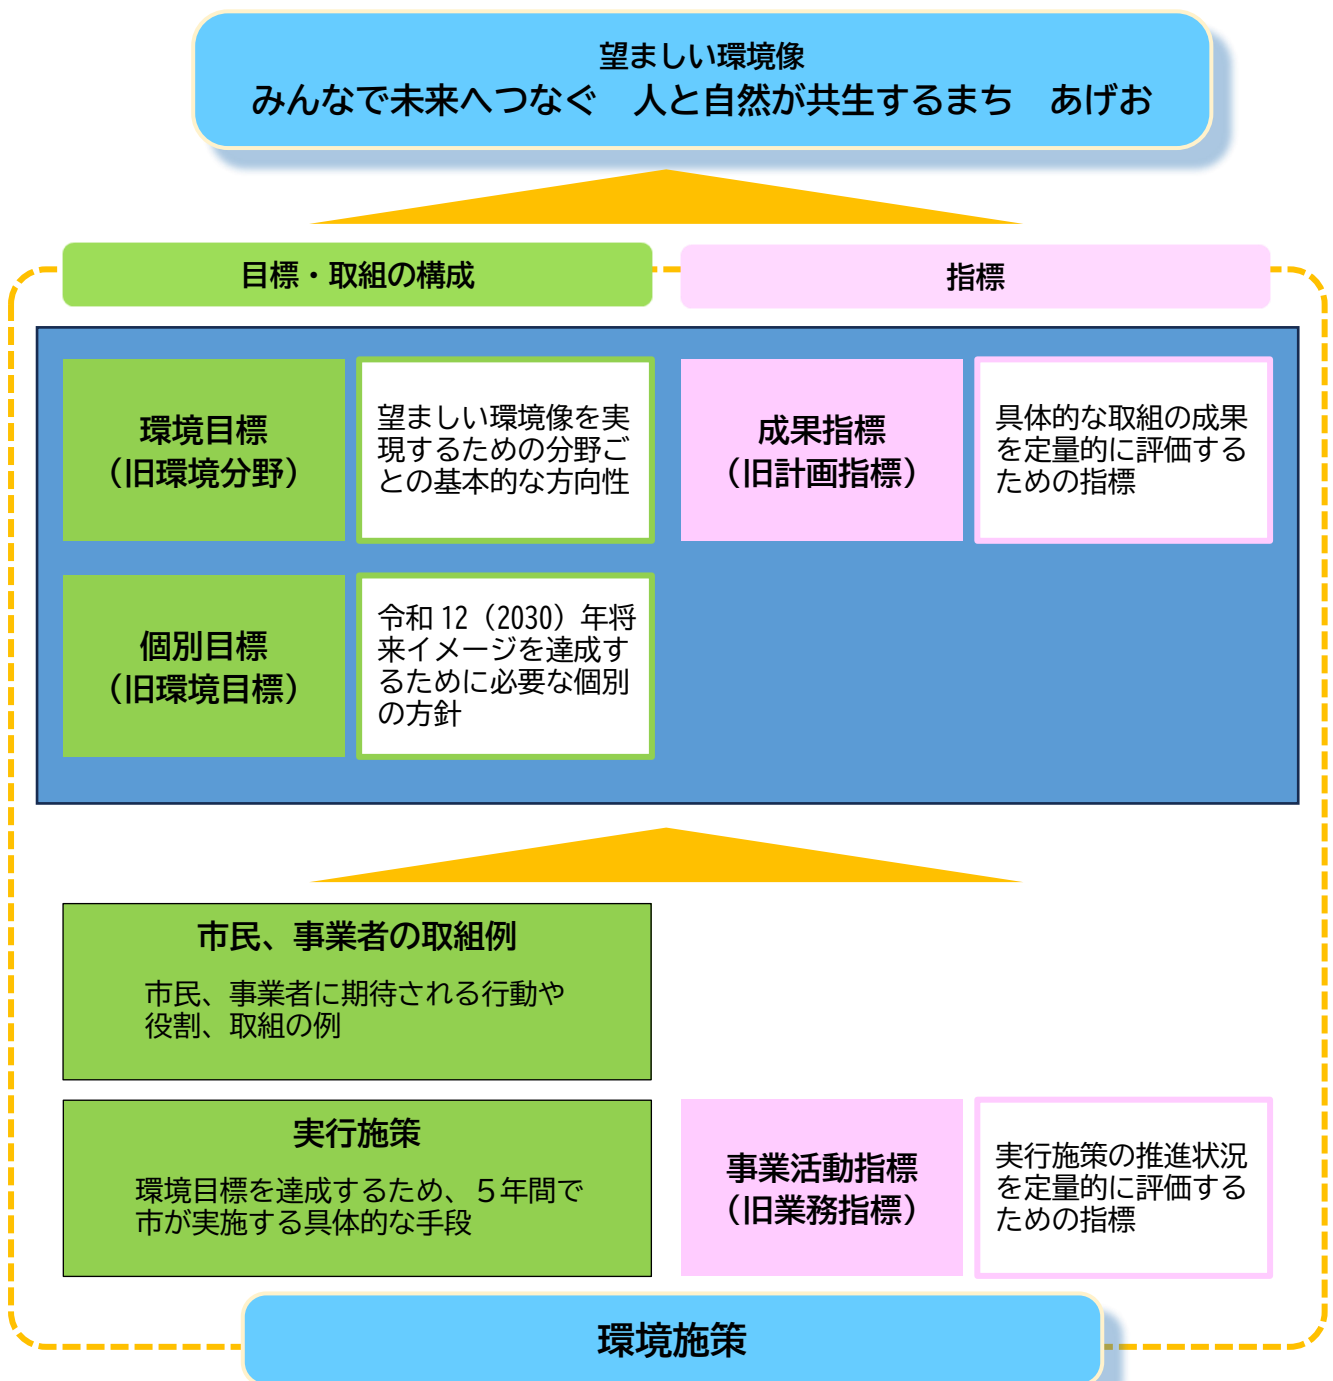 望ましい環境像
みんなで未来へつなぐ　人と自然が共生するまち　あげお
目標・取組の構成
指標
環境目標
（旧環境分野）
望ましい環境像を実
現するための分野ご
との基本的な方向性
成果指標
（旧計画指標）
具体的な取組の成果
を定量的に評価する
ための指標
個別目標
（旧環境目標）
令和 12（2030）年将
来イメージを達成す
るために必要な個別
の方針
市民、事業者の取組例
市民、事業者に期待される行動や
役割、取組の例
実行施策
環境目標を達成するため、５年間で
市が実施する具体的な手段
事業活動指標
（旧業務指標）
実行施策の推進状況
を定量的に評価する
ための指標
環境施策